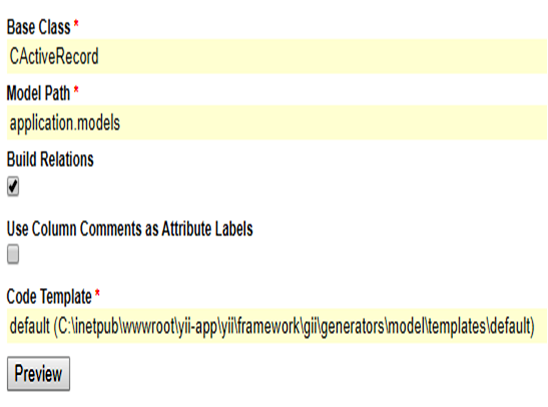 Base Class *
CActiveRecord
Model Path *
application.models
Build Relations
Use Column Comments as Attribute Labels
Code Template *
default (C:\inetpub\wwwroot\yii-app\yii\framework\gii\generators\model\templates\default)
Preview